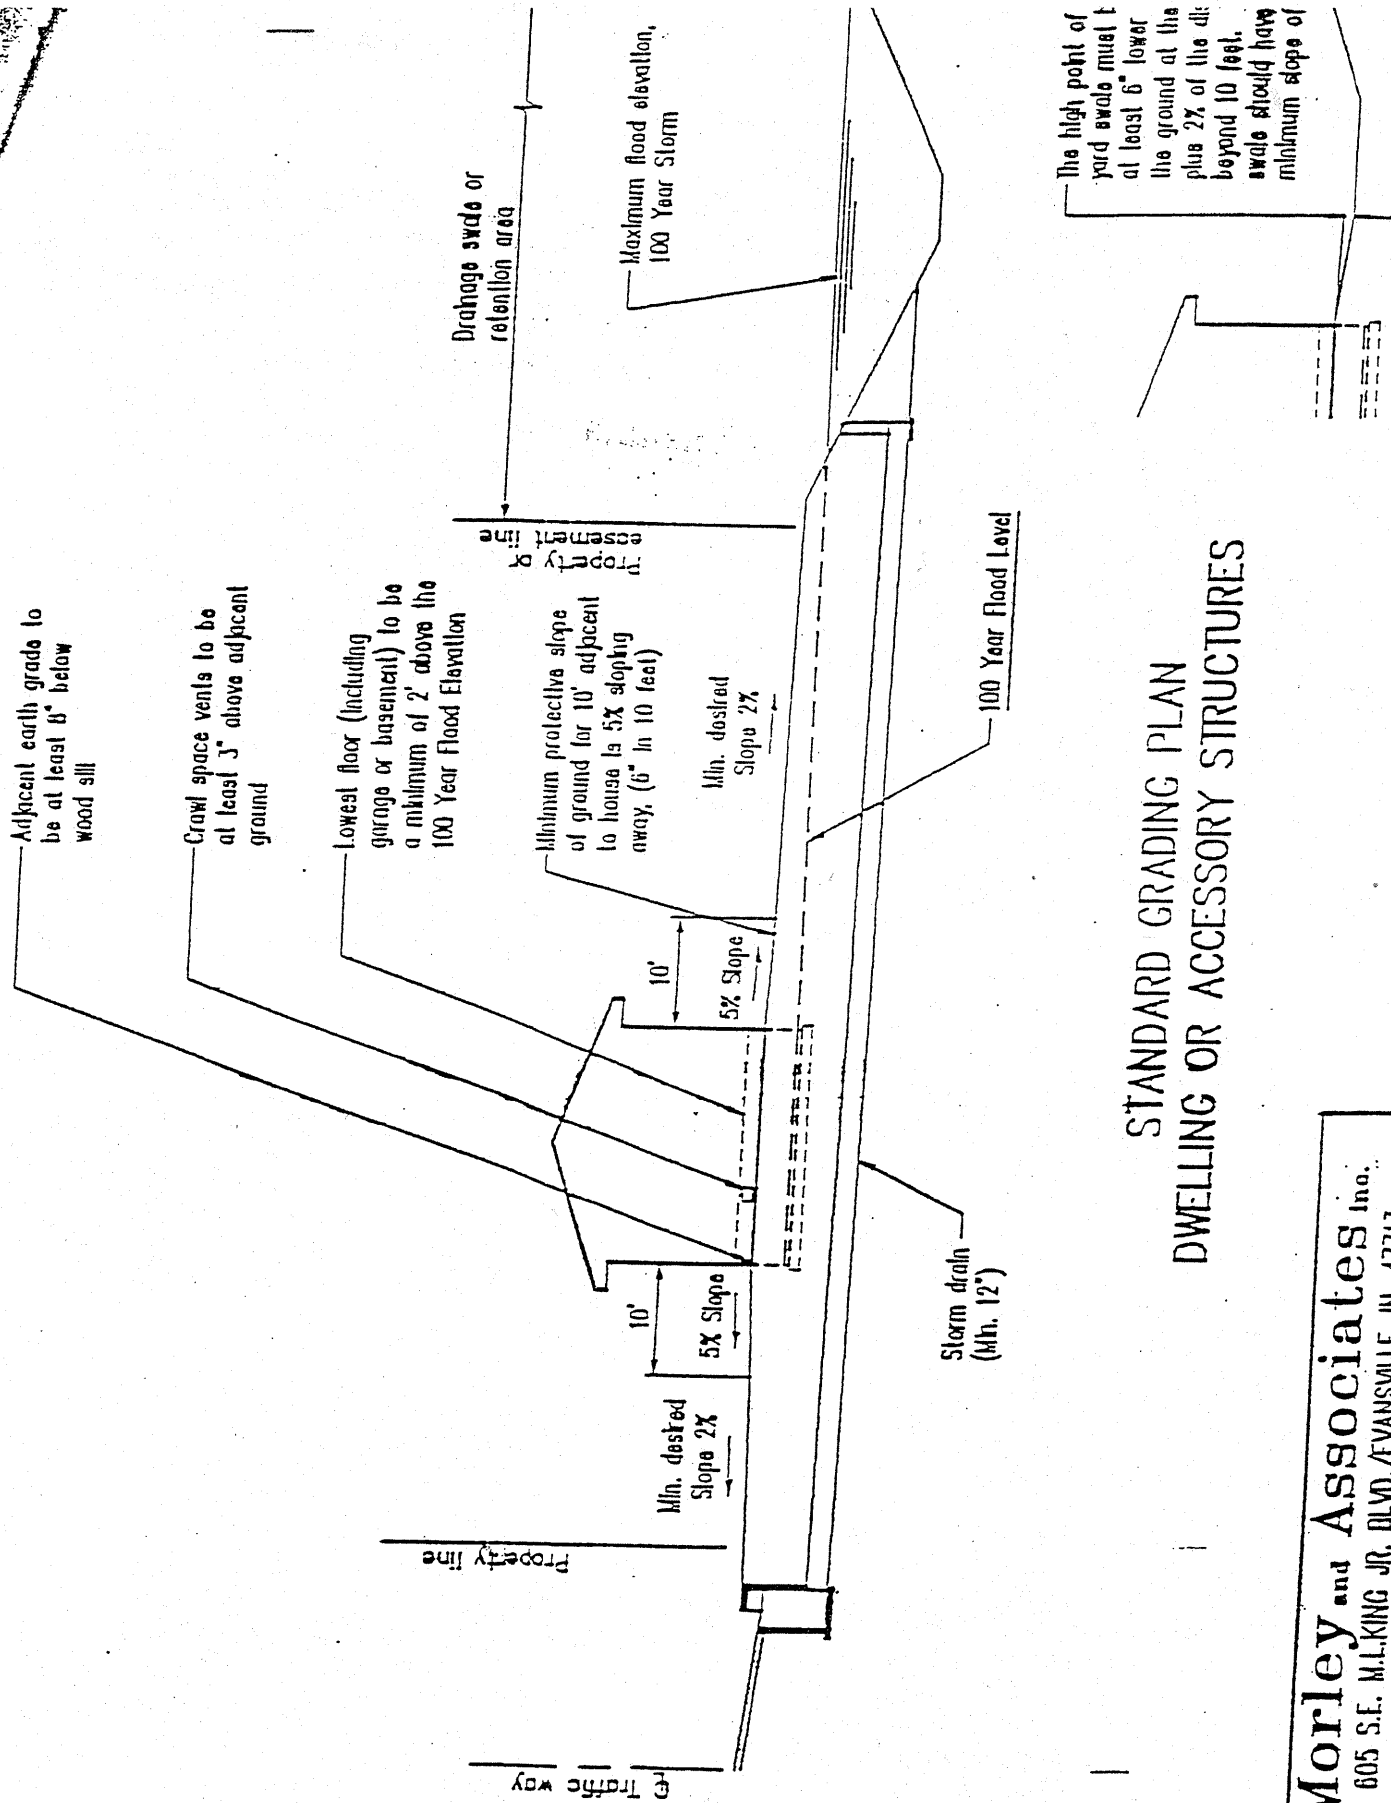 Adjacent earth grade to
be at least 8" below
wood sill
Crawl space vents to be
at least 3" above adjacent
ground
Lowest floor (Including
garage or basement) to be
a minimum of 2' above the
100 Year Flood Elevation
Minimum protective slope
of ground for 10' adjacent
to house is 5% sloping
away, (6" in 10 feet)
Drainage swale or
retention area
Maximum flood elevation,
100 Year Storm
The high point of
yard swale must b
at least 6" lower
the ground at the
plus 2% of the dis
beyond 10 feet.
swale should have
minimum slope of
℄ Traffic way
Property line
Min. desired
Slope 2%
10'
5% Slope
10'
5% Slope
Min. desired
Slope 2%
Property or
easement line
Storm drain
(Min. 12")
100 Year Flood Level
STANDARD GRADING PLAN
DWELLING OR ACCESSORY STRUCTURES
Morley and Associates Inc.
605 S.E. M.L.KING JR. BLVD./EVANSVILLE, IN.